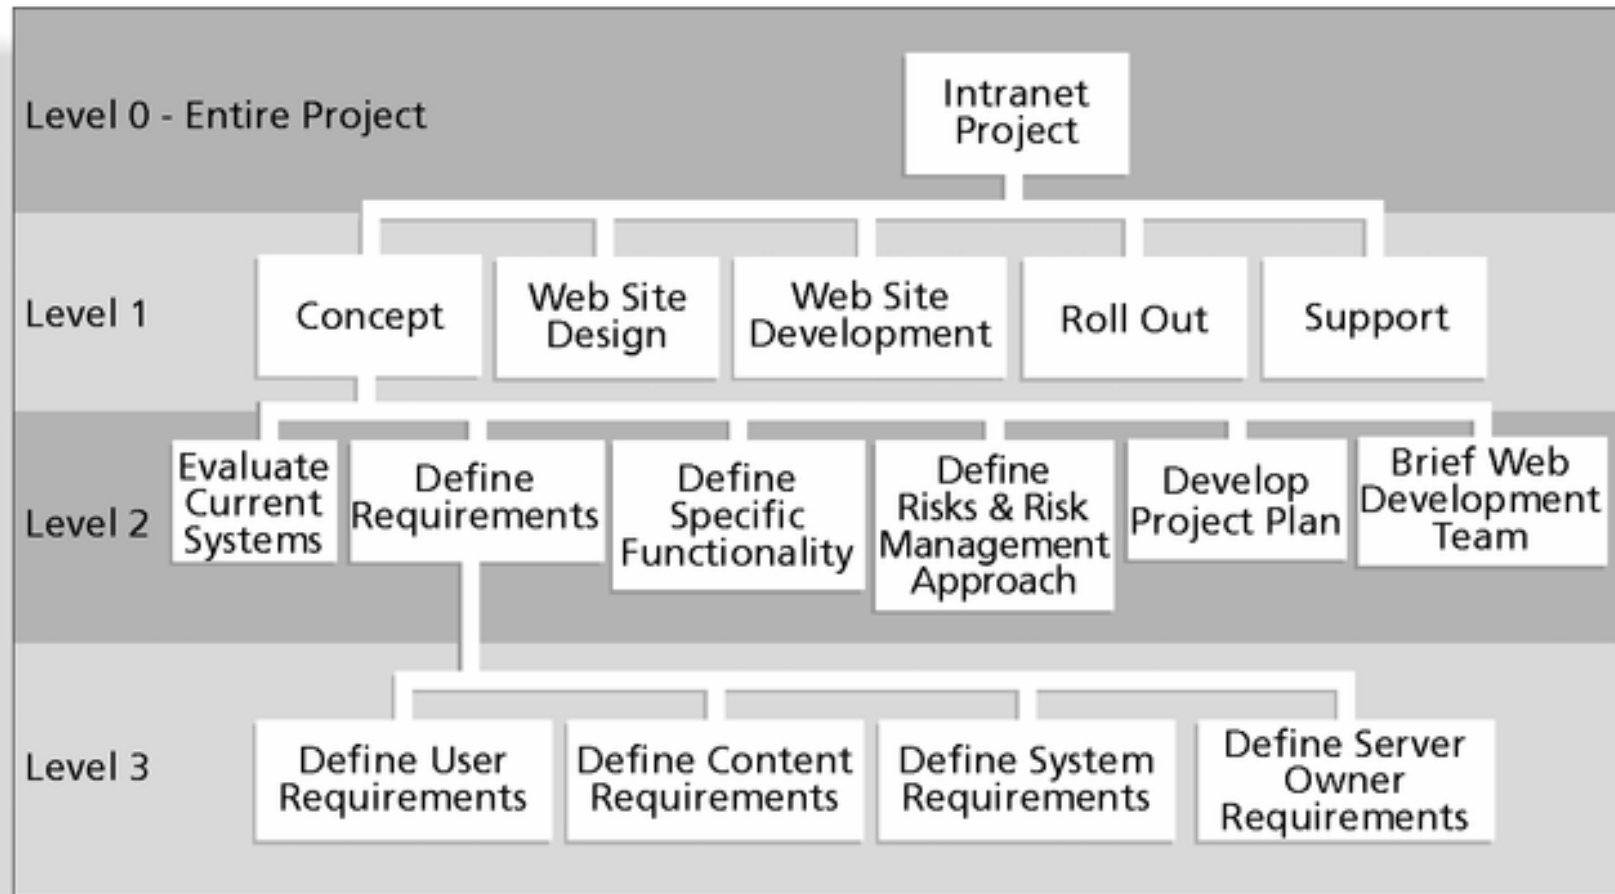 Level 0 - Entire Project
Intranet
Project
Level 1
Concept
Web Site
Design
Web Site
Development
Roll Out
Support
Level 2
Evaluate
Current
Systems
Define
Requirements
Define
Specific
Functionality
Define
Risks & Risk
Management
Approach
Develop
Project Plan
Brief Web
Development
Team
Level 3
Define User
Requirements
Define Content
Requirements
Define System
Requirements
Define Server
Owner
Requirements